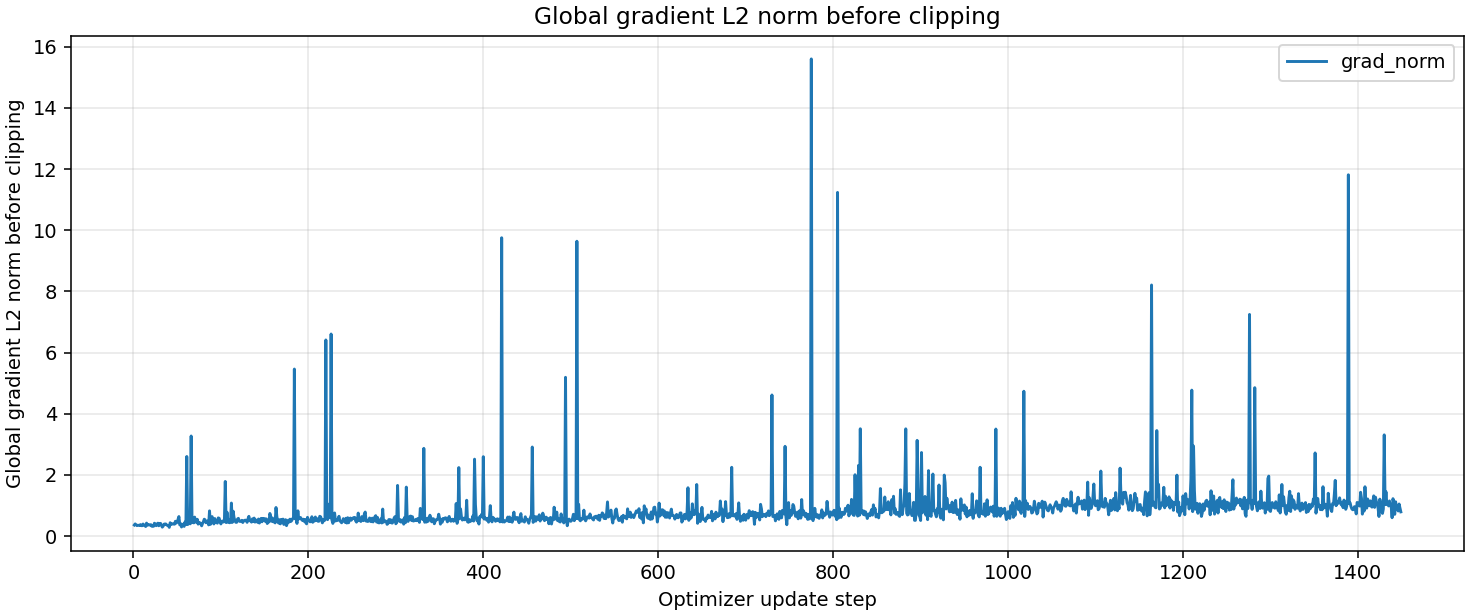 Global gradient L2 norm before clipping
grad_norm
Global gradient L2 norm before clipping
16
14
12
10
8
6
4
2
0
0 200 400 600 800 1000 1200 1400
Optimizer update step